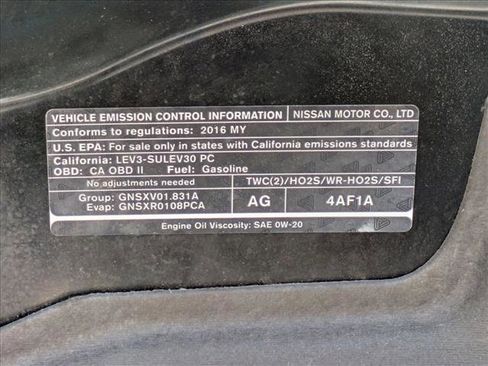 VEHICLE EMISSION CONTROL INFORMATION NISSAN MOTOR CO., LTD
Conforms to regulations: 2016 MY
U.S. EPA: For sale only in states with California emissions standards
California: LEV3-SULEV30 PC
OBD: CA OBD II Fuel: Gasoline
No adjustments needed TWC(2)/HO2S/WR-HO2S/SFI
Group: GNSXV01.831A
Evap: GNSXR0108PCA
AG 4AF1A
Engine Oil Viscosity: SAE 0W-20